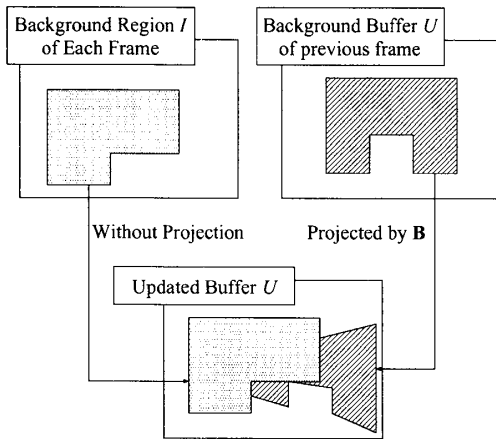 Background Region I
of Each Frame
Background Buffer U
of previous frame
Without Projection
Projected by B
Updated Buffer U